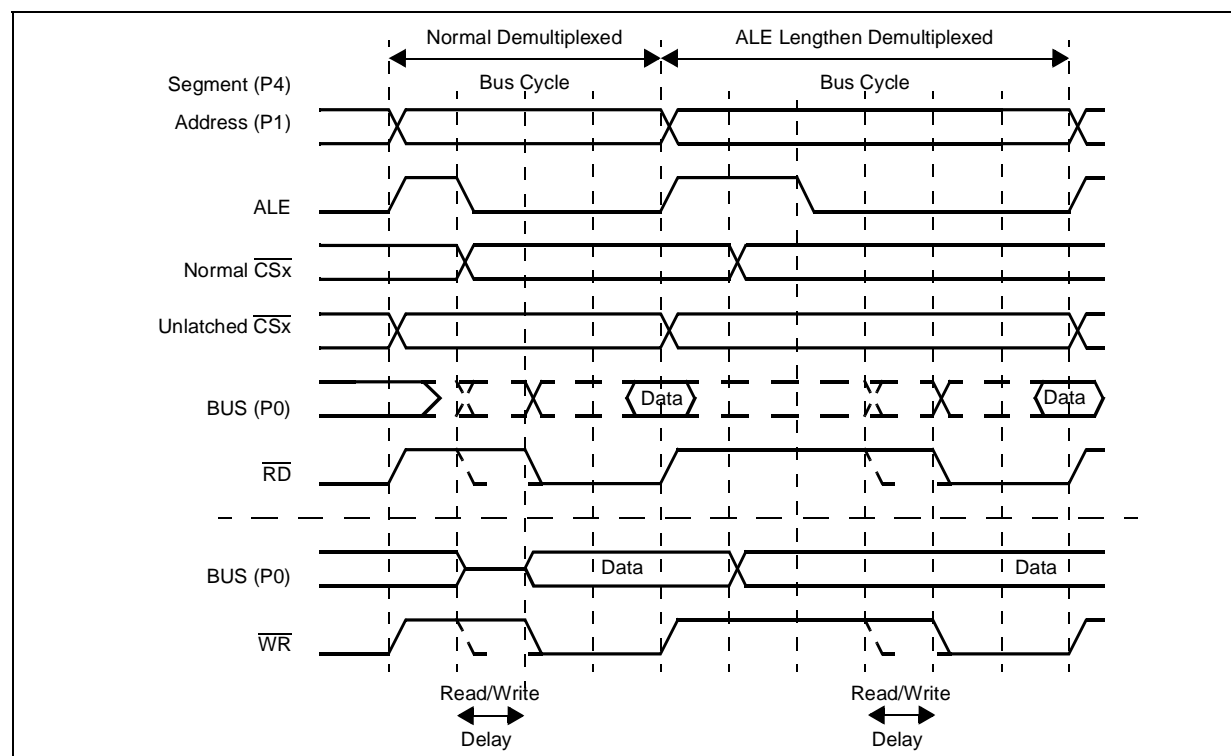 Normal Demultiplexed
ALE Lengthen Demultiplexed
Segment (P4)
Bus Cycle
Bus Cycle
Address (P1)
ALE
Normal CSx
Unlatched CSx
BUS (P0)
Data
Data
RD
BUS (P0)
Data
Data
WR
Read/Write
Read/Write
Delay
Delay